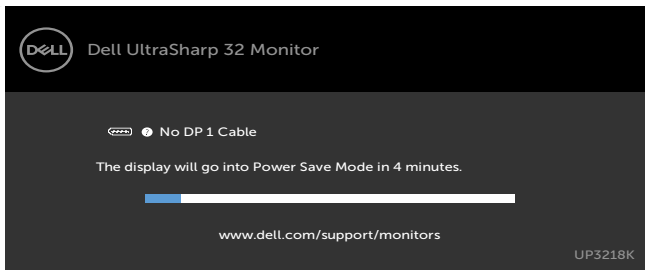 DELL Dell UltraSharp 32 Monitor
? No DP 1 Cable
The display will go into Power Save Mode in 4 minutes.
www.dell.com/support/monitors
UP3218K